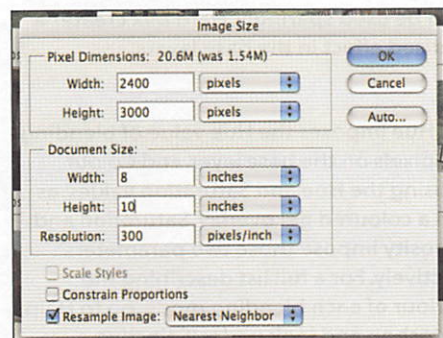 Image Size
Pixel Dimensions: 20.6M (was 1.54M)
Width: 2400 pixels
Height: 3000 pixels
Document Size:
Width: 8 inches
Height: 10 inches
Resolution: 300 pixels/inch
Scale Styles
Constrain Proportions
Resample Image: Nearest Neighbor
OK
Cancel
Auto...